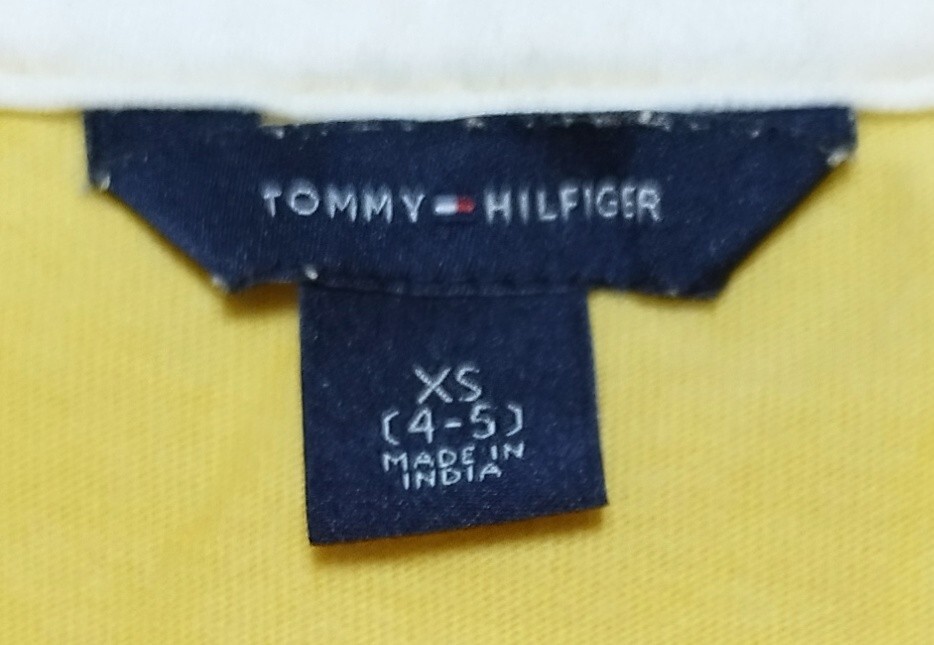 TOMMY HILFIGER
XS
(4-5)
MADE IN
INDIA